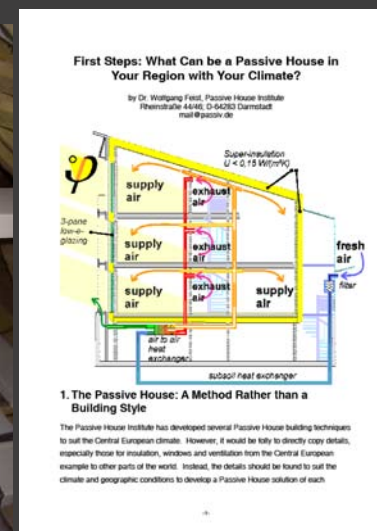 First Steps: What Can be a Passive House in
Your Region with Your Climate?
by Dr. Wolfgang Feist, Passive House Institute
Rheinstraße 44/46; D-64283 Darmstadt
mail@passiv.de
Super-insulation
U < 0,15 W/(m²K)
supply
air
exhaust
air
3-pane
low-e-
glazing
supply
air
exhaust
air
fresh
air
supply
air
exhaust
air
supply
air
filter
air to air
heat
exchanger
subsoil heat exchanger
1. The Passive House: A Method Rather than a
Building Style
The Passive House Institute has developed several Passive House building techniques
to suit the Central European climate. However, it would be folly to directly copy details,
especially those for insulation, windows and ventilation from the Central European
example to other parts of the world. Instead, the details should be found to suit the
climate and geographic conditions to develop a Passive House solution of each
-1-